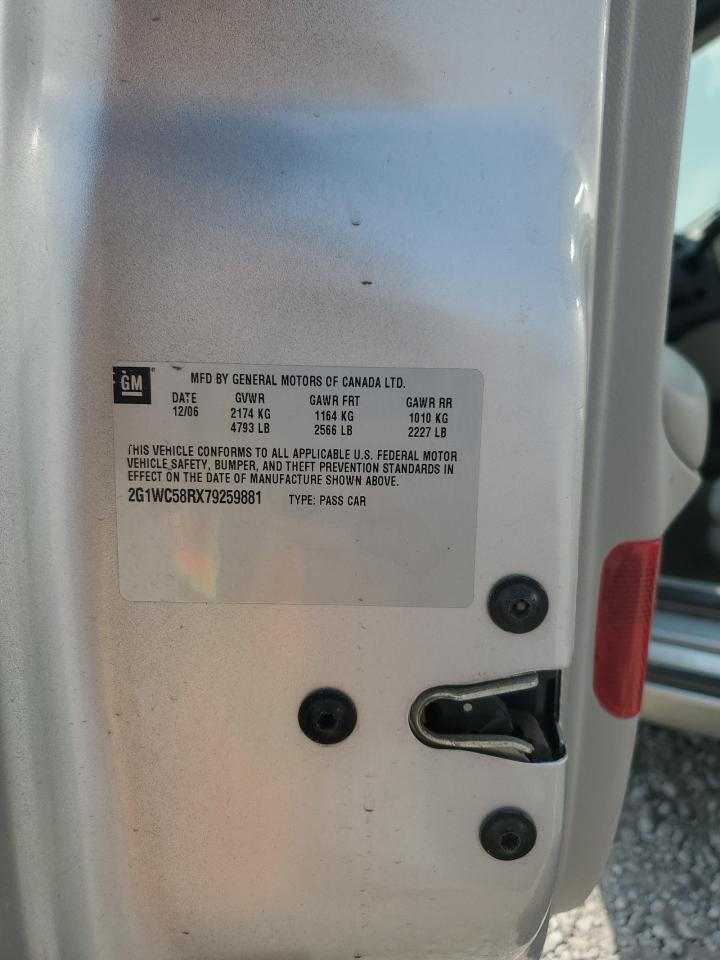 GM
MFD BY GENERAL MOTORS OF CANADA LTD.
DATE GVWR GAWR FRT GAWR RR
12/06 2174 KG 1164 KG 1010 KG
4793 LB 2566 LB 2227 LB
THIS VEHICLE CONFORMS TO ALL APPLICABLE U.S. FEDERAL MOTOR
VEHICLE SAFETY, BUMPER, AND THEFT PREVENTION STANDARDS IN
EFFECT ON THE DATE OF MANUFACTURE SHOWN ABOVE.
2G1WC58RX79259881 TYPE: PASS CAR